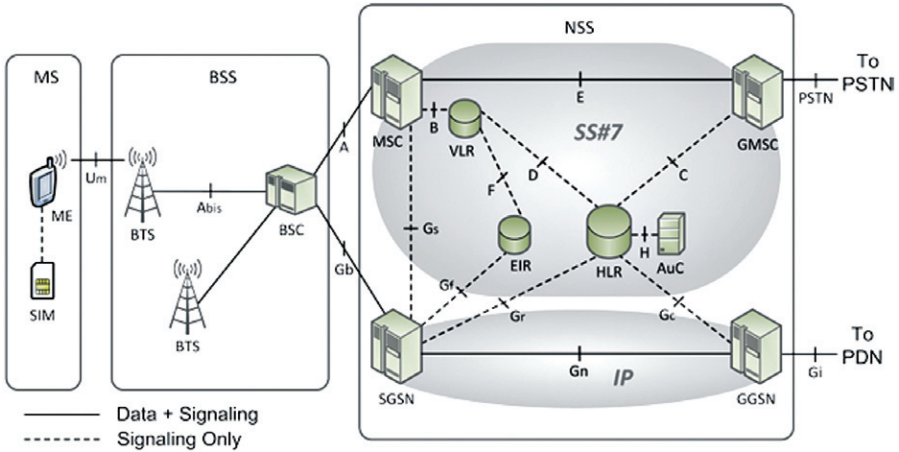 MS
BSS
NSS
ME
SIM
Um
BTS
Abis
BTS
BSC
A
Gb
MSC
B
VLR
E
SS#7
GMSC
PSTN
To
PSTN
F
D
C
Gs
EIR
HLR
H
AuC
Gf
Gr
Gc
SGSN
Gn
IP
GGSN
Gi
To
PDN
Data + Signaling
Signaling Only